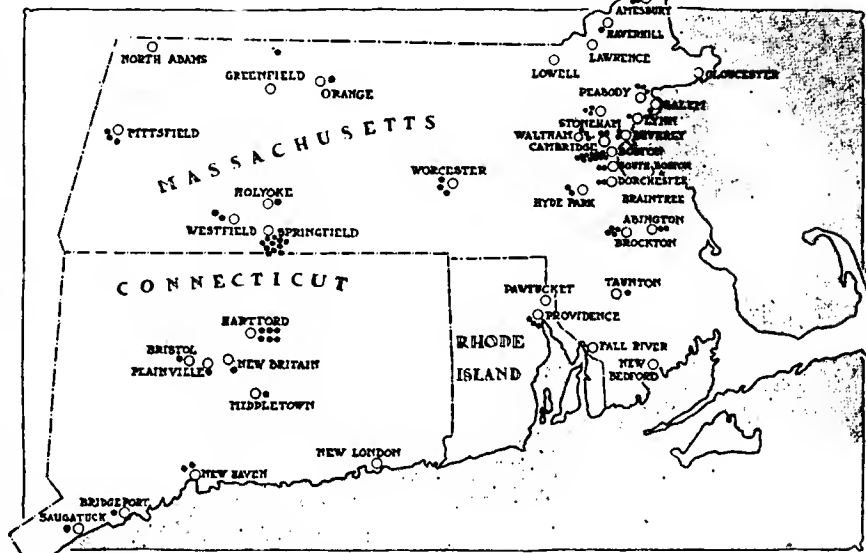 AMESBURY
HAVERHILL
NORTH ADAMS
LAWRENCE
LOWELL
GLOUCESTER
GREENFIELD
ORANGE
PEABODY
SALEM
STONEHAM
LYNN
PITTSFIELD
WALTHAM
BEVERLY
CAMBRIDGE
BOSTON
MASSACHUSETTS
SOUTH BOSTON
WORCESTER
DORCHESTER
HYDE PARK
BRAINTREE
HOLYOKE
WESTFIELD
SPRINGFIELD
ABINGTON
BROCKTON
CONNECTICUT
TAUNTON
PAWTUCKET
PROVIDENCE
HARTFORD
RHODE
ISLAND
FALL RIVER
BRISTOL
PLAINVILLE
NEW BRITAIN
NEW
BEDFORD
MIDDLETOWN
NEW LONDON
NEW HAVEN
BRIDGEPORT
SAUGATUCK